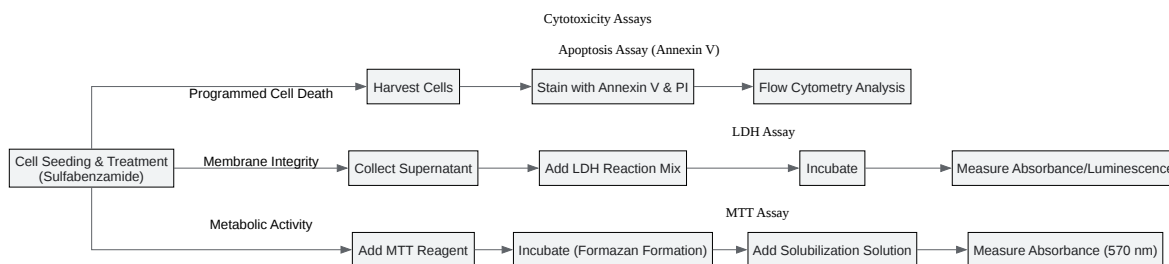 Cytotoxicity Assays
Apoptosis Assay (Annexin V)
Programmed Cell Death
Harvest Cells
Stain with Annexin V & PI
Flow Cytometry Analysis
LDH Assay
Cell Seeding & Treatment
(Sulfabenzamide)
Membrane Integrity
Collect Supernatant
Add LDH Reaction Mix
Incubate
Measure Absorbance/Luminescence
MTT Assay
Metabolic Activity
Add MTT Reagent
Incubate (Formazan Formation)
Add Solubilization Solution
Measure Absorbance (570 nm)